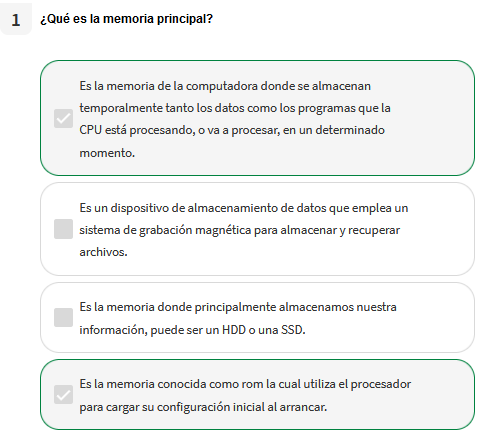 1 ¿Qué es la memoria principal?
Es la memoria de la computadora donde se almacenan
temporalmente tanto los datos como los programas que la
CPU está procesando, o va a procesar, en un determinado
momento.
Es un dispositivo de almacenamiento de datos que emplea un
sistema de grabación magnética para almacenar y recuperar
archivos.
Es la memoria donde principalmente almacenamos nuestra
información, puede ser un HDD o una SSD.
Es la memoria conocida como rom la cual utiliza el procesador
para cargar su configuración inicial al arrancar.